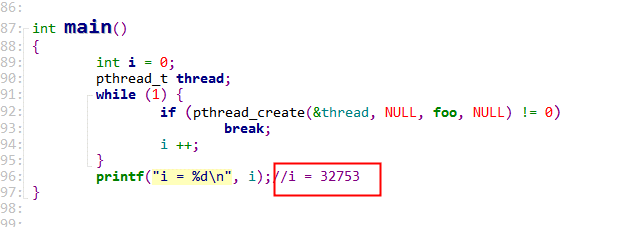 86:
87: int main()
88: {
89: int i = 0;
90: pthread_t thread;
91: while (1) {
92: if (pthread_create(&thread, NULL, foo, NULL) != 0)
93: break;
94: i ++;
95: }
96: printf("i = %d\n", i);//i = 32753
97: }
98:
99: